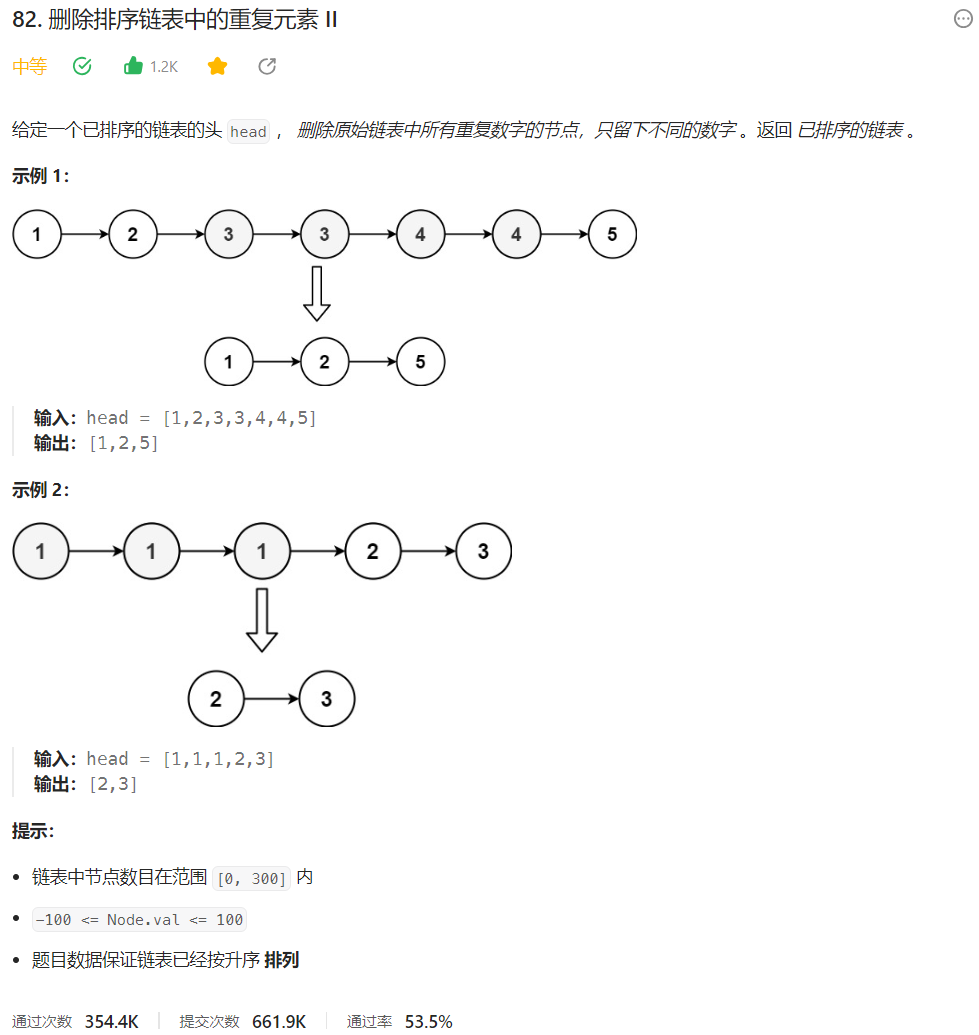 82. 删除排序链表中的重复元素 II
中等 1.2K
给定一个已排序的链表的头 head ， 删除原始链表中所有重复数字的节点，只留下不同的数字 。返回 已排序的链表 。
示例 1：
1 2 3 3 4 4 5
1 2 5
输入：head = [1,2,3,3,4,4,5]
输出：[1,2,5]
示例 2：
1 1 1 2 3
2 3
输入：head = [1,1,1,2,3]
输出：[2,3]
提示：
• 链表中节点数目在范围 [0, 300] 内
• -100 <= Node.val <= 100
• 题目数据保证链表已经按升序 排列
通过次数 354.4K 提交次数 661.9K 通过率 53.5%